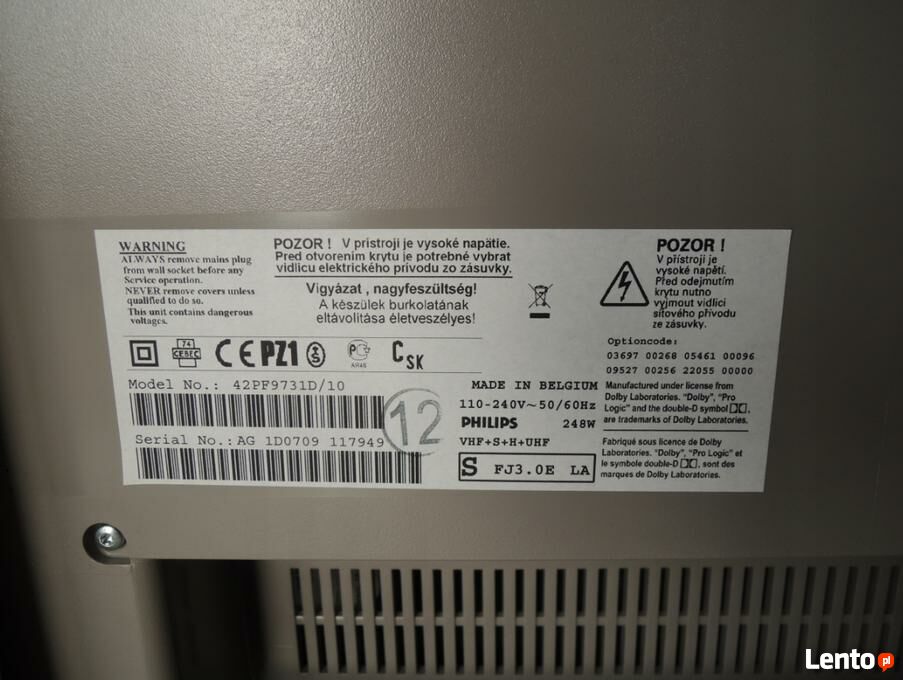 WARNING
ALWAYS remove mains plug
from wall socket before any
Service operation.
NEVER remove covers unless
qualified to do so.
This unit contains dangerous
voltages.
POZOR ! V pristroji je vysoké napätie.
Pred otvorením krytu je potrebné vybrat
vidlicu elektrického prívodu zo zásuvky.
Vigyázat , nagyfeszültség!
A készülek burkolatának
eltávolitása életveszélyes!
POZOR !
V přístroji je
vysoké napětí.
Před odejmutím
krytu nutno
vyjmout vidlici
síťového přívodu
ze zásuvky.
74
CEBEC
CE PZ1 S
AЯ46
CSK
Optioncode:
03697 00268 05461 00096
09527 00256 22055 00000
Model No.: 42PF9731D/10
12
Serial No.: AG 1D0709 117949
MADE IN BELGIUM
110-240V~50/60Hz
PHILIPS 248W
VHF+S+H+UHF
S FJ3.0E LA
Manufactured under license from
Dolby Laboratories. "Dolby", "Pro
Logic" and the double-D symbol ,
are trademarks of Dolby Laboratories.
Fabriqué sous licence de Dolby
Laboratories. "Dolby", "Pro Logic" et
le symbole double-D , sont des
marques de Dolby Laboratories.
Lento pl